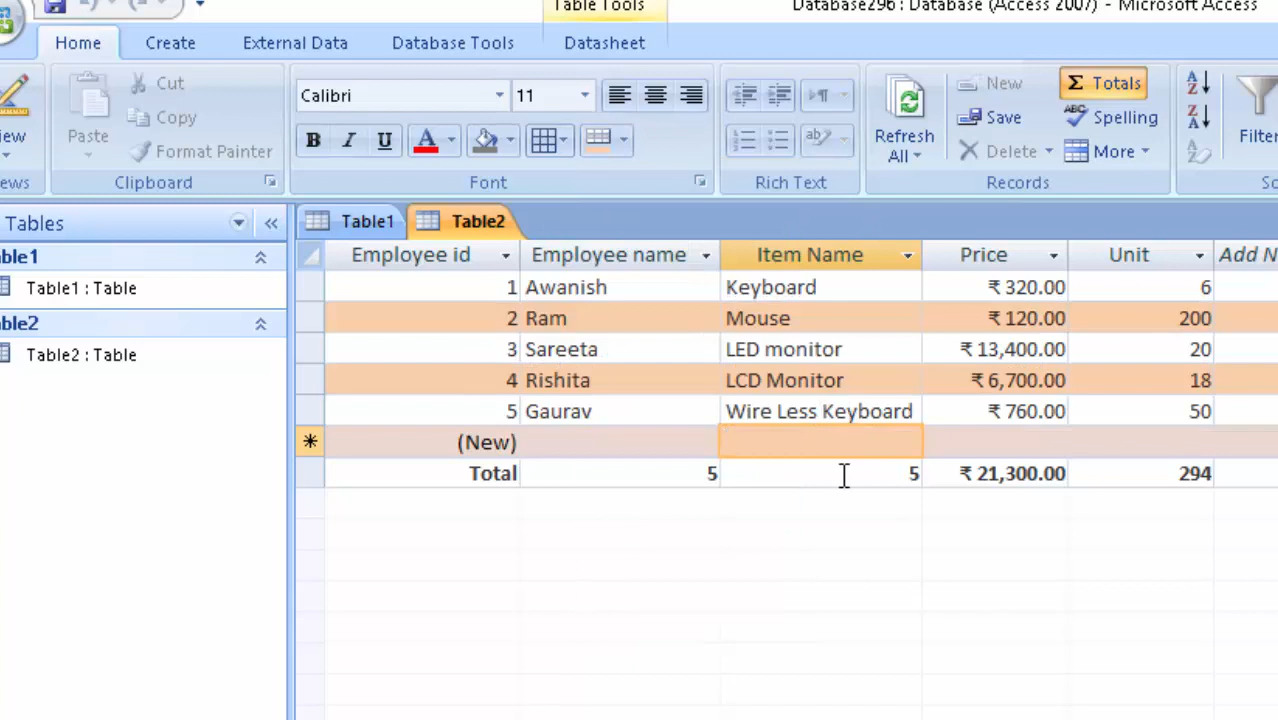 Table Tools
Database296 : Database (Access 2007) - Microsoft Access
Home Create External Data Database Tools Datasheet
Cut
Copy
Paste
Format Painter
Clipboard
Calibri 11
B I U A
Font
Rich Text
Refresh
All
New
Save
Delete
Σ Totals
ABC Spelling
More
Records
A
Z
Z
A
Filter
Tables
Table1 Table2
Table1 : Table
Table2 : Table
Employee id Employee name Item Name Price Unit
1 Awanish Keyboard ₹ 320.00 6
2 Ram Mouse ₹ 120.00 200
3 Sareeta LED monitor ₹ 13,400.00 20
4 Rishita LCD Monitor ₹ 6,700.00 18
5 Gaurav Wire Less Keyboard ₹ 760.00 50
* (New)
Total 5 5 ₹ 21,300.00 294